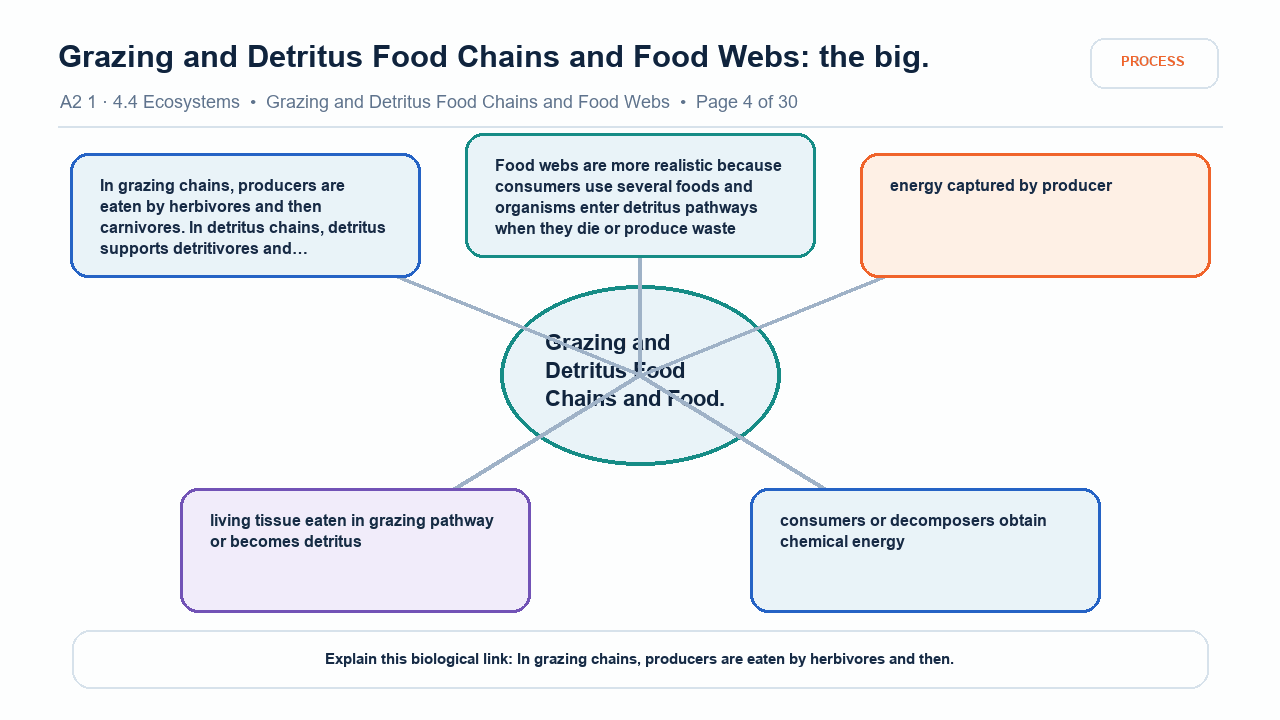 Grazing and Detritus Food Chains and Food Webs: the big.
PROCESS
A2 1 · 4.4 Ecosystems • Grazing and Detritus Food Chains and Food Webs • Page 4 of 30
In grazing chains, producers are
eaten by herbivores and then
carnivores. In detritus chains, detritus
supports detritivores and…
Food webs are more realistic because
consumers use several foods and
organisms enter detritus pathways
when they die or produce waste
energy captured by producer
Grazing and
Detritus Food
Chains and Food.
living tissue eaten in grazing pathway
or becomes detritus
consumers or decomposers obtain
chemical energy
Explain this biological link: In grazing chains, producers are eaten by herbivores and then.